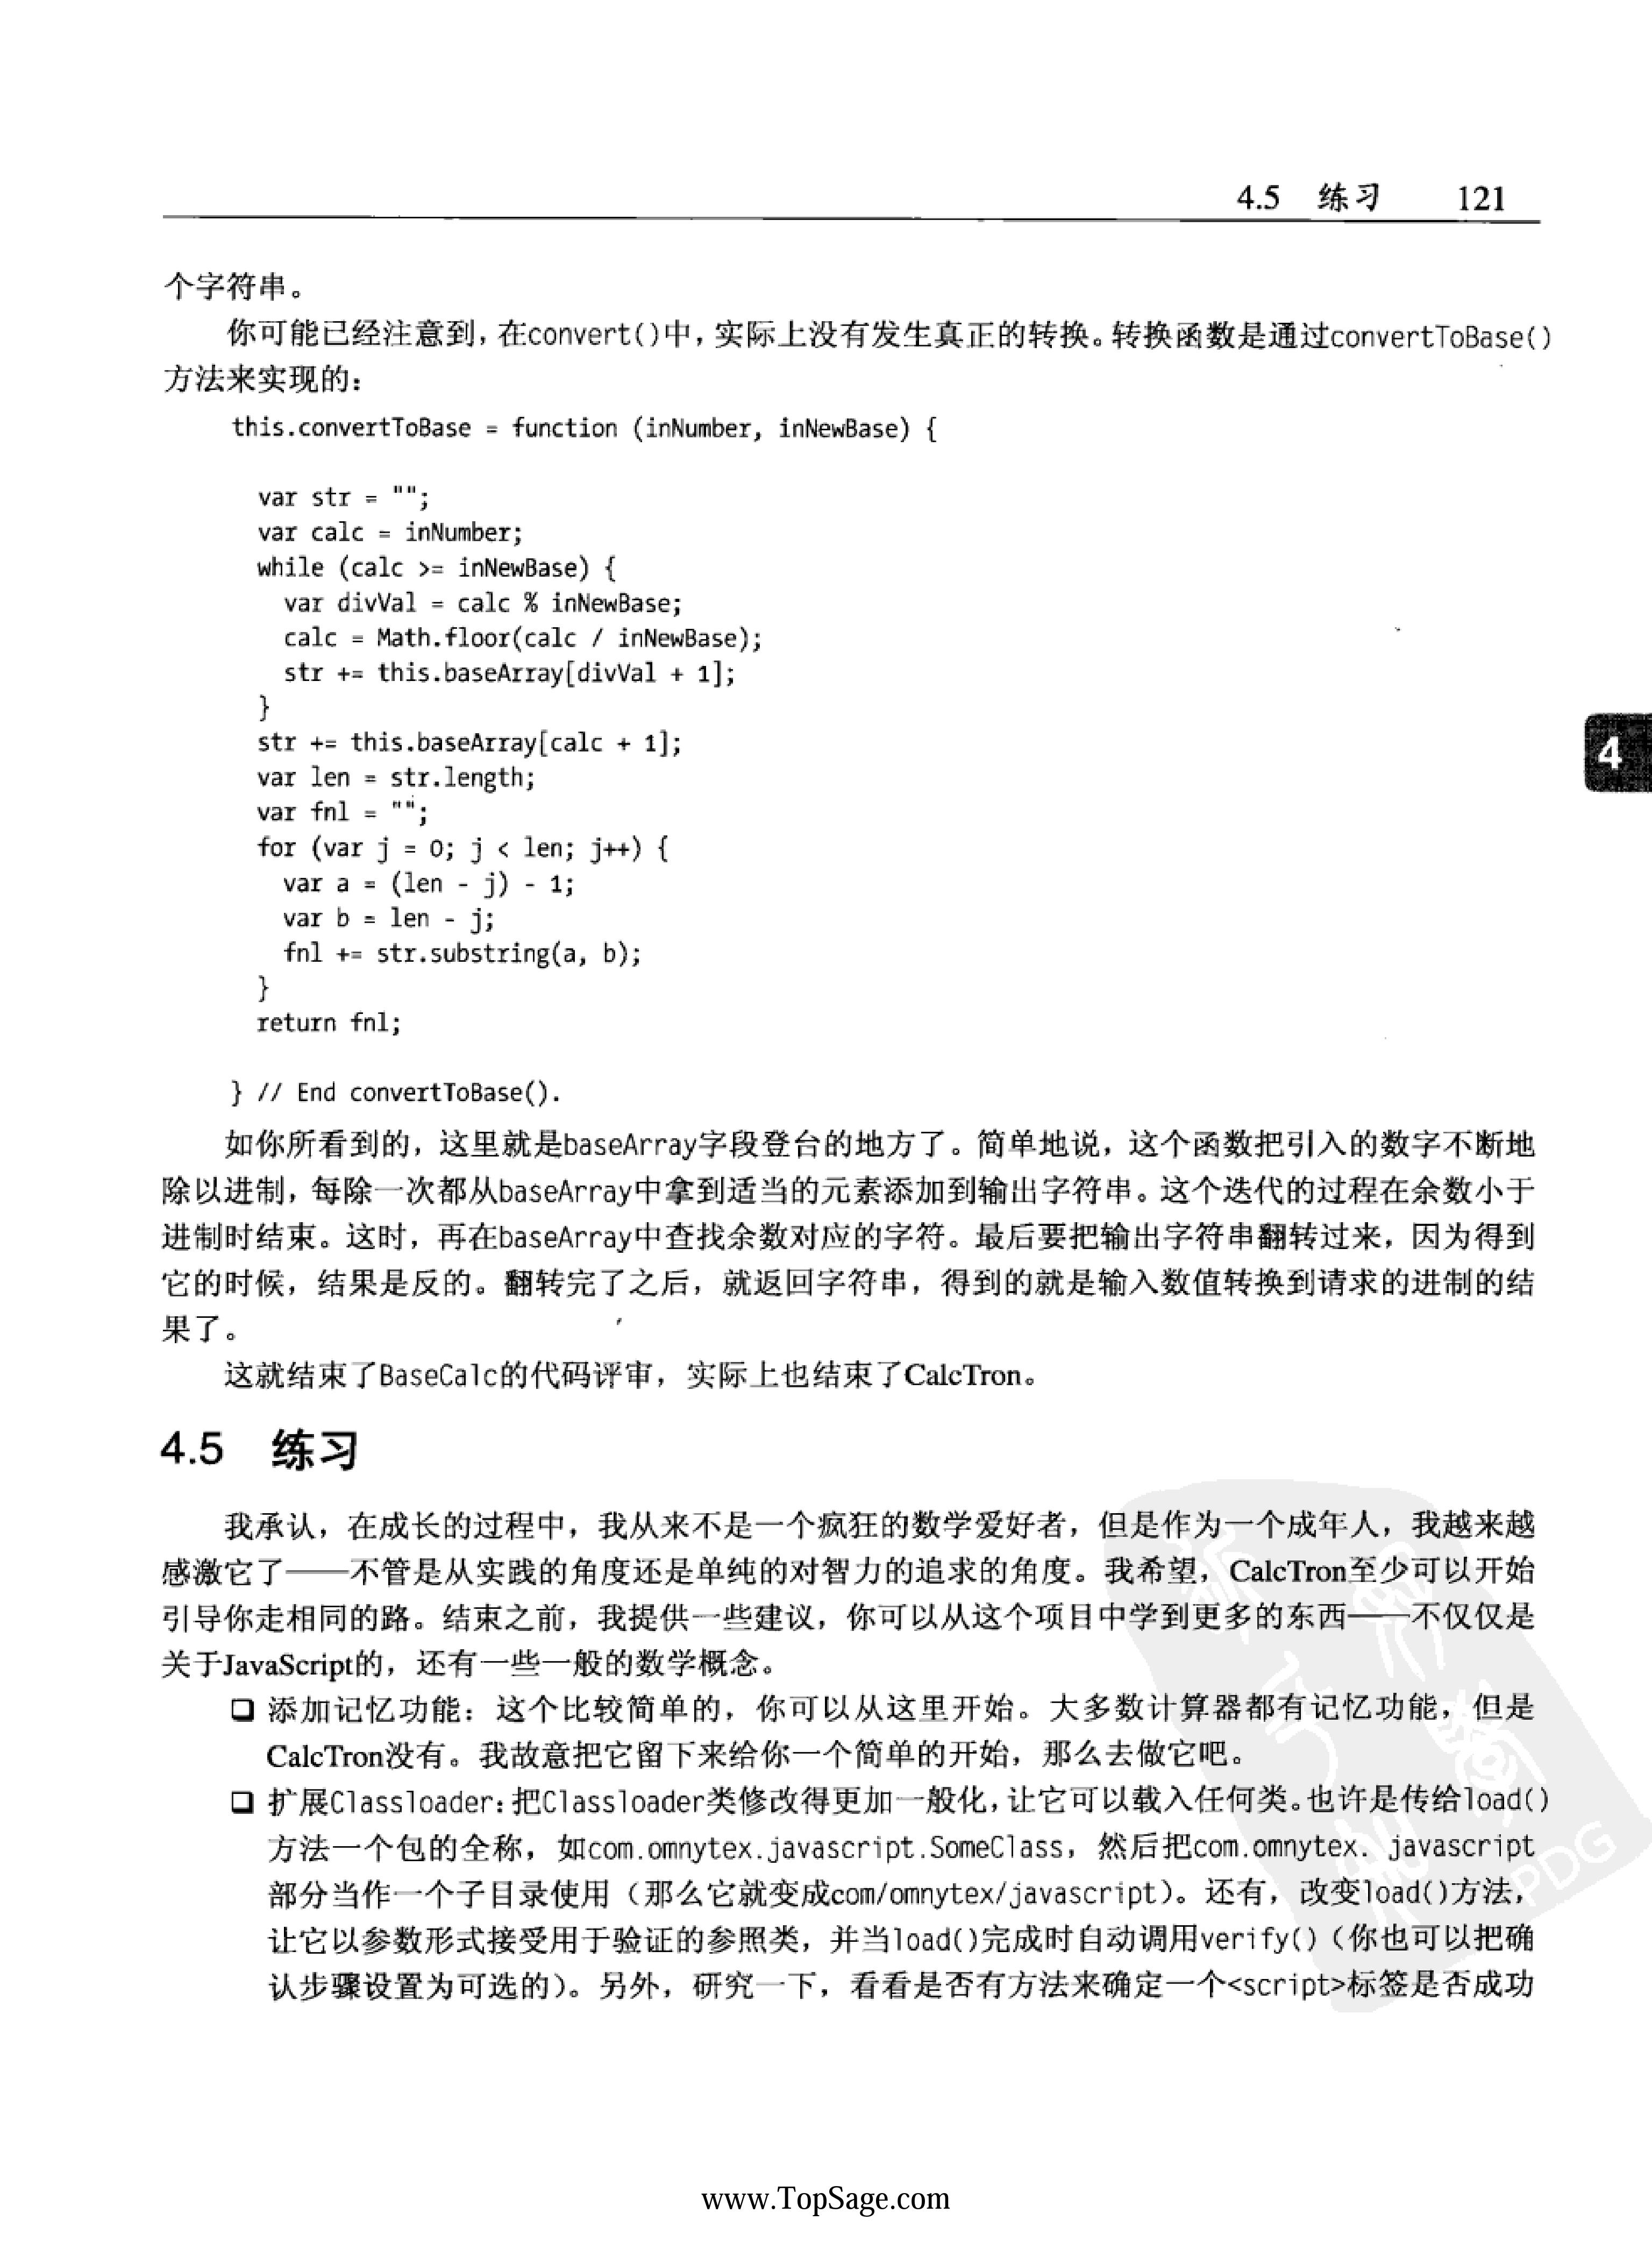 4.5 练习 121
个字符串。
你可能已经注意到，在convert()中，实际上没有发生真正的转换。转换函数是通过convertToBase()
方法来实现的：
this.convertToBase = function (inNumber, inNewBase) {
var str = "";
var calc = inNumber;
while (calc >= inNewBase) {
var divVal = calc % inNewBase;
calc = Math.floor(calc / inNewBase);
str += this.baseArray[divVal + 1];
}
str += this.baseArray[calc + 1];
var len = str.length;
var fnl = "";
for (var j = 0; j < len; j++) {
var a = (len - j) - 1;
var b = len - j;
fnl += str.substring(a, b);
}
return fnl;
} // End convertToBase().
4
如你所看到的，这里就是baseArray字段登台的地方了。简单地说，这个函数把引入的数字不断地
除以进制，每除一次都从baseArray中拿到适当的元素添加到输出字符串。这个迭代的过程在余数小于
进制时结束。这时，再在baseArray中查找余数对应的字符。最后要把输出字符串翻转过来，因为得到
它的时候，结果是反的。翻转完了之后，就返回字符串，得到的就是输入数值转换到请求的进制的结
果了。
这就结束了BaseCalc的代码评审，实际上也结束了CalcTron。
4.5 练习
我承认，在成长的过程中，我从来不是一个疯狂的数学爱好者，但是作为一个成年人，我越来越
感激它了——不管是从实践的角度还是单纯的对智力的追求的角度。我希望，CalcTron至少可以开始
引导你走相同的路。结束之前，我提供一些建议，你可以从这个项目中学到更多的东西——不仅仅是
关于JavaScript的，还有一些一般的数学概念。
❑ 添加记忆功能：这个比较简单的，你可以从这里开始。大多数计算器都有记忆功能，但是
CalcTron没有。我故意把它留下来给你一个简单的开始，那么去做它吧。
❑ 扩展Classloader：把Classloader类修改得更加一般化，让它可以载入任何类。也许是传给load()
方法一个包的全称，如com.omnytex.javascript.SomeClass，然后把com.omnytex. javascript
部分当作一个子目录使用（那么它就变成com/omnytex/javascript）。还有，改变load()方法，
让它以参数形式接受用于验证的参照类，并当load()完成时自动调用verify()（你也可以把确
认步骤设置为可选的）。另外，研究一下，看看是否有方法来确定一个<script>标签是否成功
PDG
www.TopSage.com